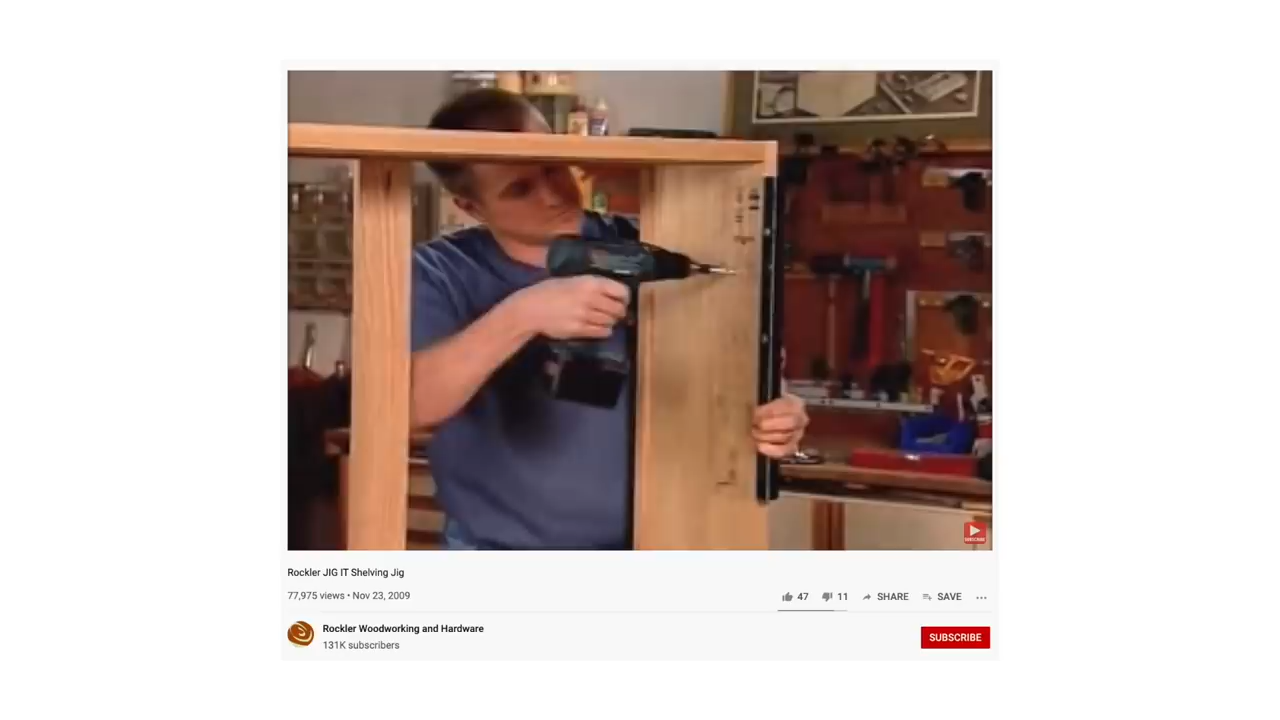 SUBSCRIBE
Rockler JIG IT Shelving Jig
77,975 views • Nov 23, 2009
47 11 SHARE SAVE ...
Rockler Woodworking and Hardware
131K subscribers
SUBSCRIBE